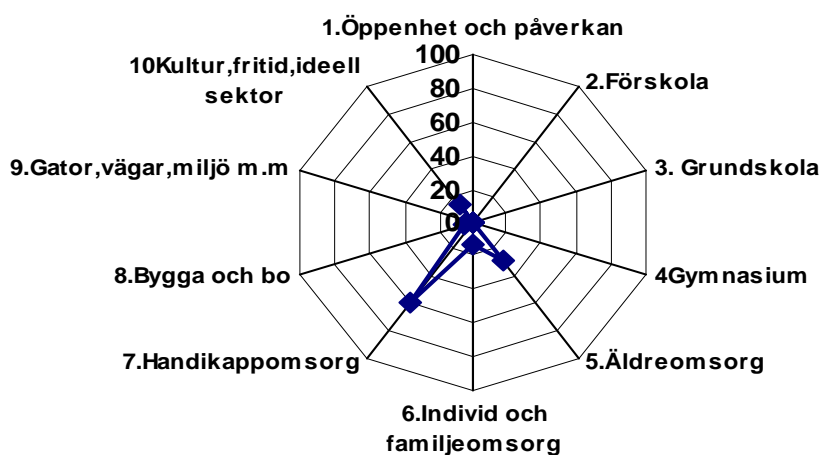 1.Öppenhet och påverkan
100
80
60
40
20
0
2.Förskola
3. Grundskola
4Gymnasium
5.Äldreomsorg
6.Individ och
familjeomsorg
7.Handikappomsorg
8.Bygga och bo
9.Gator,vägar,miljö m.m
10Kultur,fritid,ideell
sektor